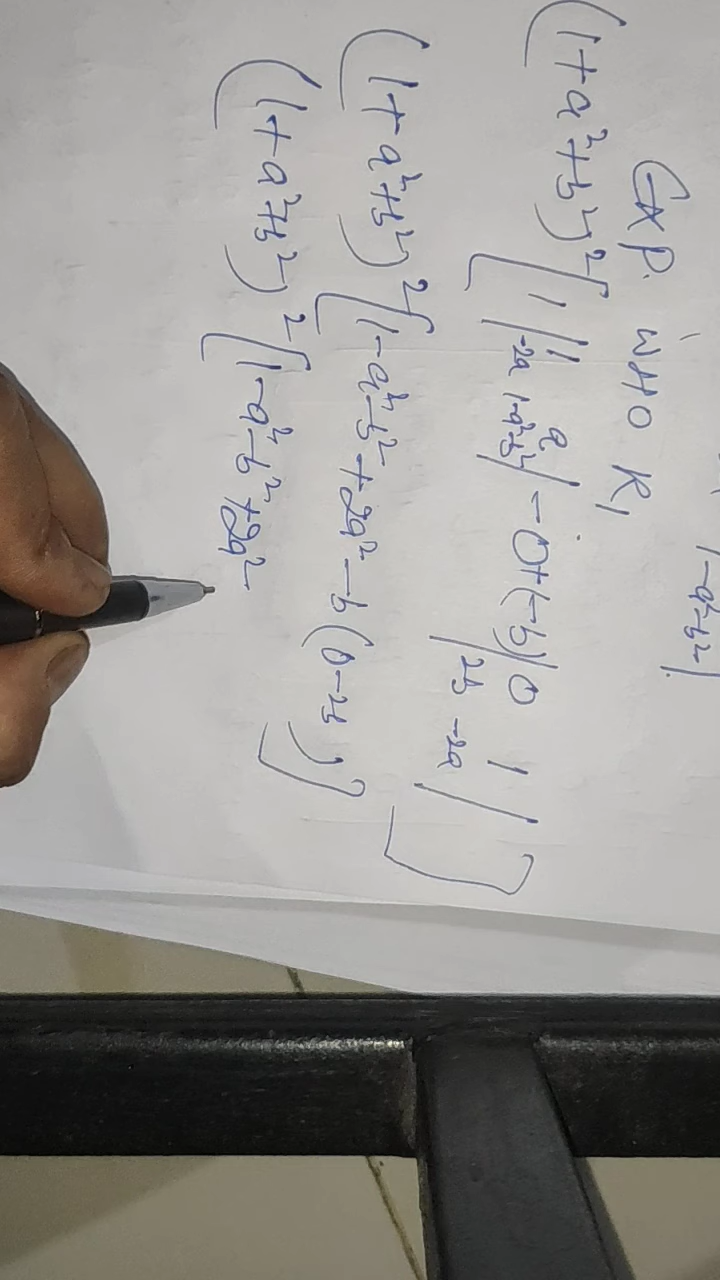 1-a²-b²|
Exp. w.r.t.o R₁
(1+a²+b²)²[1 |1 a
-2a 1-a²-b²| -0+(-b)|0 1
2b -2a|]
(1+a²+b²)²[1-a²-b²+2a²-b(0-2b)]
(1+a²+b²)²[1-a²-b²+2a²-